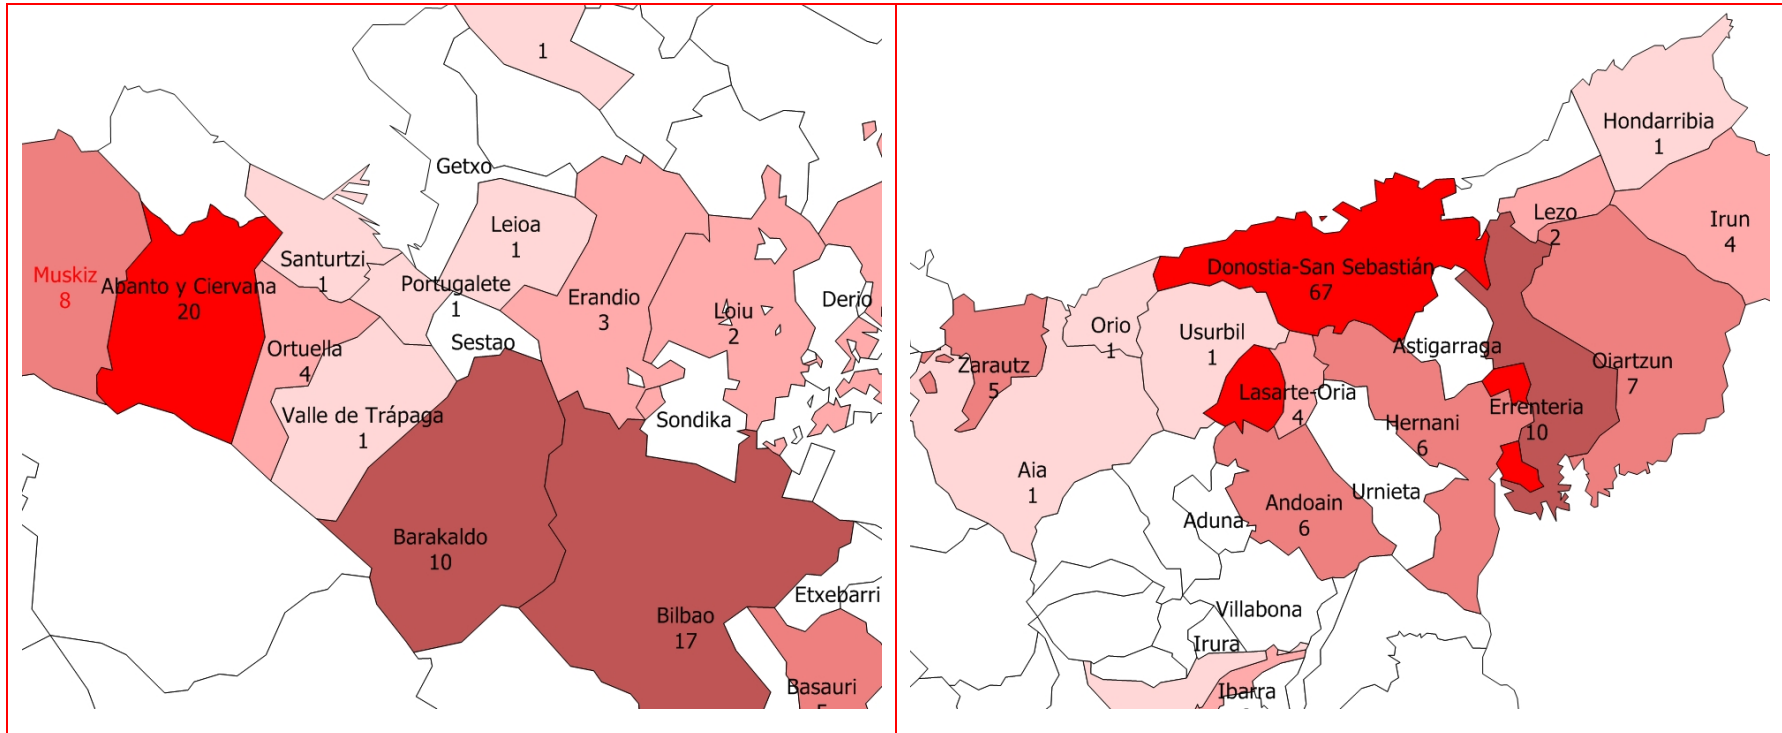 1
Getxo
Leioa
1
Santurtzi
1
Muskiz
8
Abanto y Ciervana
20
Portugalete
1
Erandio
3
Loiu
2
Derio
Ortuella
4
Sestao
Valle de Trápaga
1
Sondika
Barakaldo
10
Bilbao
17
Etxebarri
Basauri
5
Hondarribia
1
Lezo
2
Irun
4
Donostia-San Sebastián
67
Orio
1
Usurbil
1
Astigarraga
Zarautz
5
Oiartzun
7
Lasarte-Oria
4
Errenteria
10
Hernani
6
Aia
1
Andoain
6
Urnieta
Aduna
Villabona
Irura
Ibarra